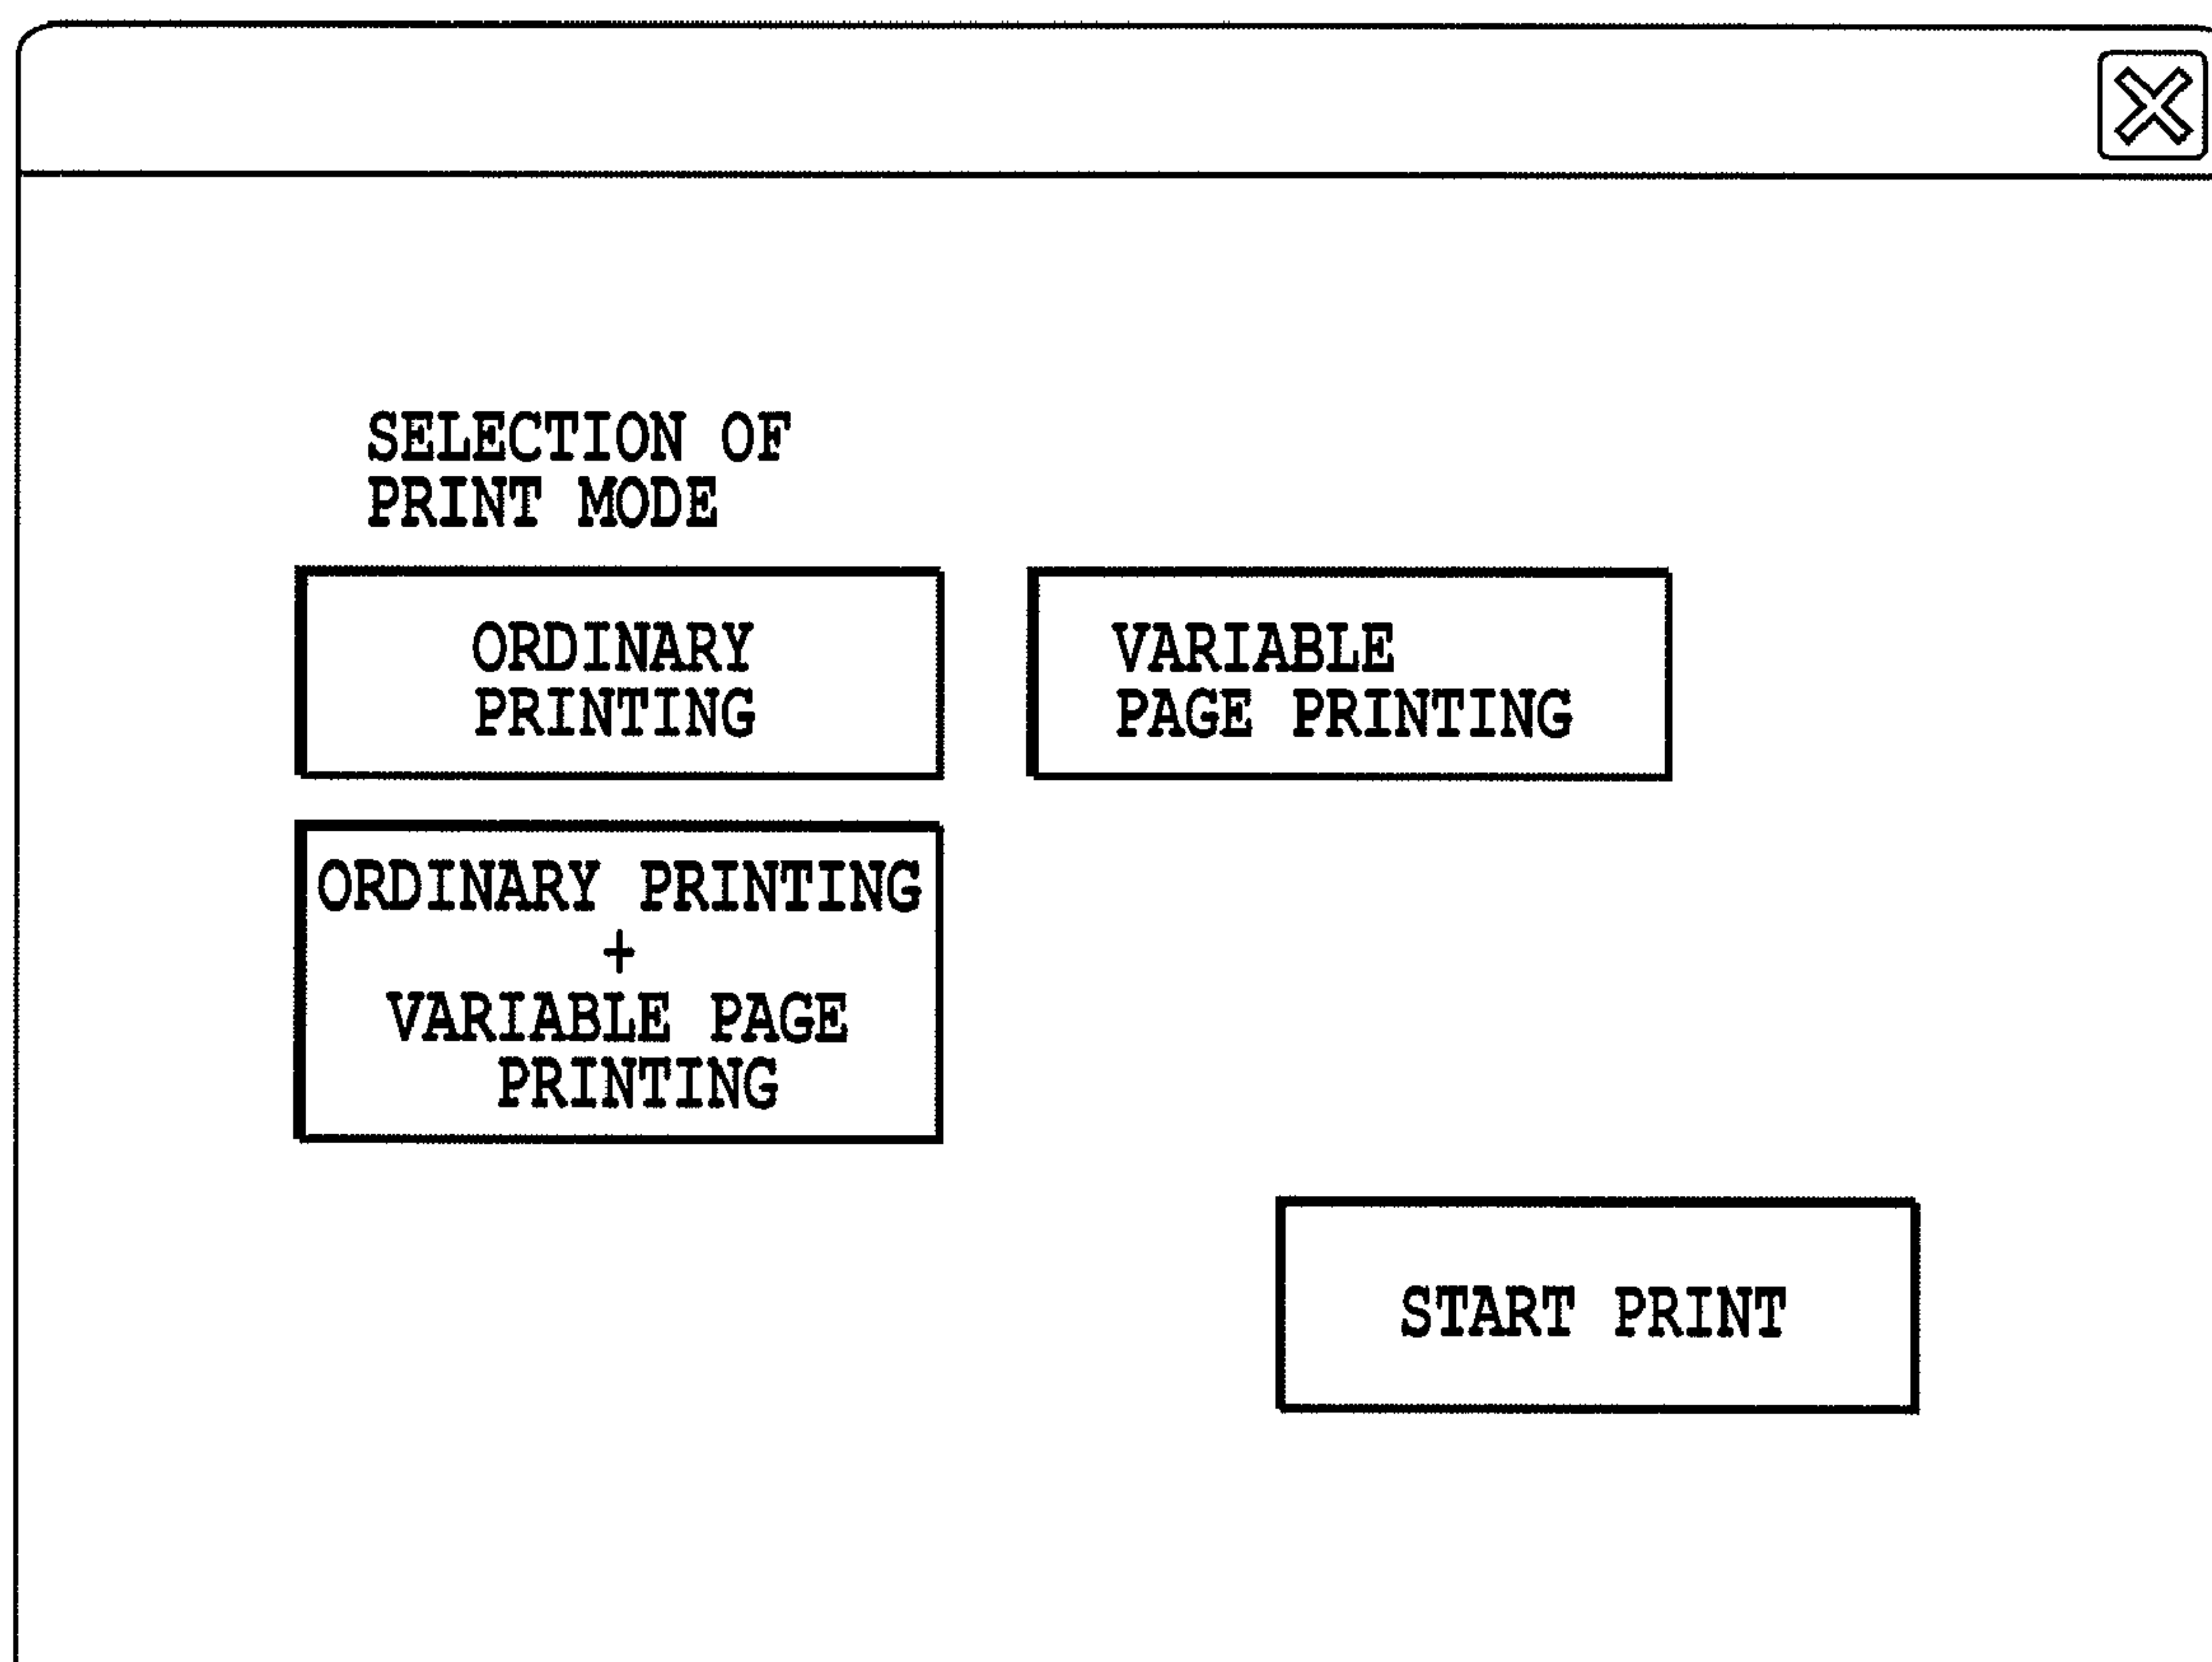 SELECTION OF
PRINT MODE
ORDINARY
PRINTING
VARIABLE
PAGE PRINTING
ORDINARY PRINTING
+
VARIABLE PAGE
PRINTING
START PRINT